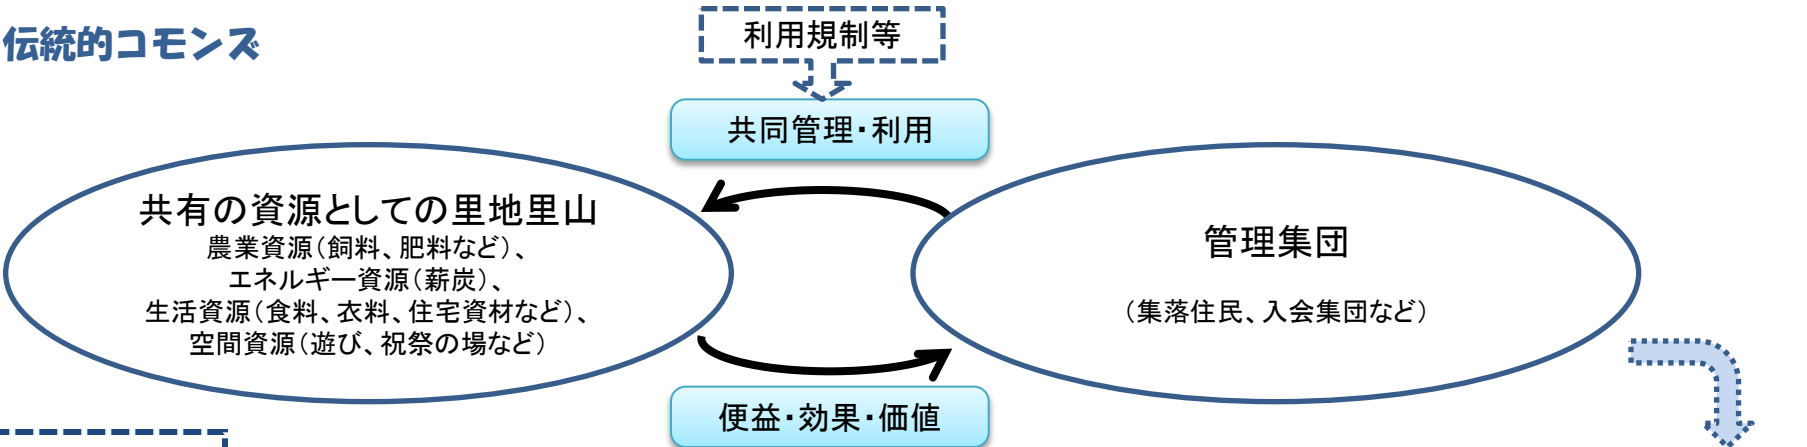 伝統的コモンズ
利用規制等
共同管理・利用
共有の資源としての里地里山
農業資源（飼料、肥料など）、
エネルギー資源（薪炭）、
生活資源（食料、衣料、住宅資材など）、
空間資源（遊び、祝祭の場など）
管理集団
（集落住民、入会集団など）
便益・効果・価値